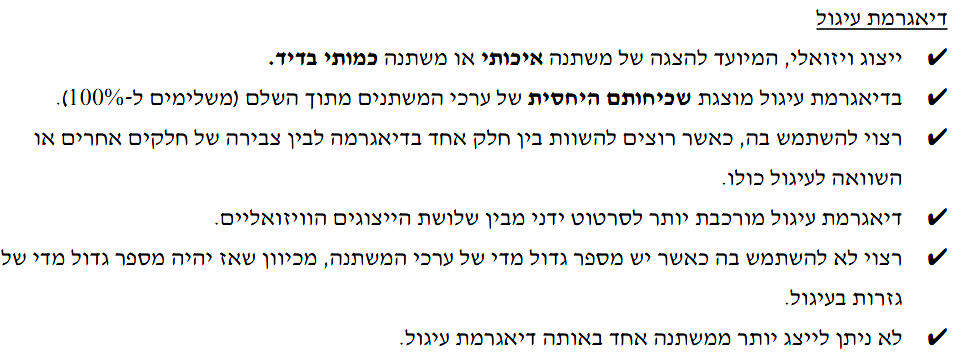 דיאגרמת עיגול
✔ ייצוג ויזואלי, המיועד להצגה של משתנה איכותי או משתנה כמותי בדיד.
✔ בדיאגרמת עיגול מוצגת שכיחותם היחסית של ערכי המשתנים מתוך השלם (משלימים ל-100%).
✔ רצוי להשתמש בה, כאשר רוצים להשוות בין חלק אחד בדיאגרמה לבין צבירה של חלקים אחרים או
השוואה לעיגול כולו.
✔ דיאגרמת עיגול מורכבת יותר לסרטוט ידני מבין שלושת הייצוגים הוויזואליים.
✔ רצוי לא להשתמש בה כאשר יש מספר גדול מדי של ערכי המשתנה, מכיוון שאז יהיה מספר גדול מדי של
גזרות בעיגול.
✔ לא ניתן לייצג יותר ממשתנה אחד באותה דיאגרמת עיגול.